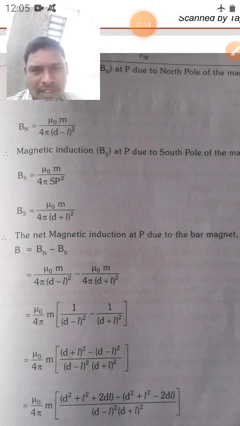 12:05
Scanned by Ta
B_N) at P due to North Pole of the mag
B_N = μ₀ m / 4π (d – l)²
∴ Magnetic induction (B_S) at P due to South Pole of the ma
B_S = μ₀ m / 4π SP²
B_S = μ₀ m / 4π (d + l)²
∴ The net Magnetic induction at P due to the bar magnet,
B = B_N – B_S
= μ₀ m / 4π (d – l)² – μ₀ m / 4π (d + l)²
= μ₀ / 4π m [ 1 / (d – l)² – 1 / (d + l)² ]
= μ₀ / 4π m [ (d + l)² – (d – l)² / (d – l)² (d + l)² ]
= μ₀ / 4π m [ (d² + l² + 2dl) – (d² + l² – 2dl) / (d – l)² (d + l)² ]